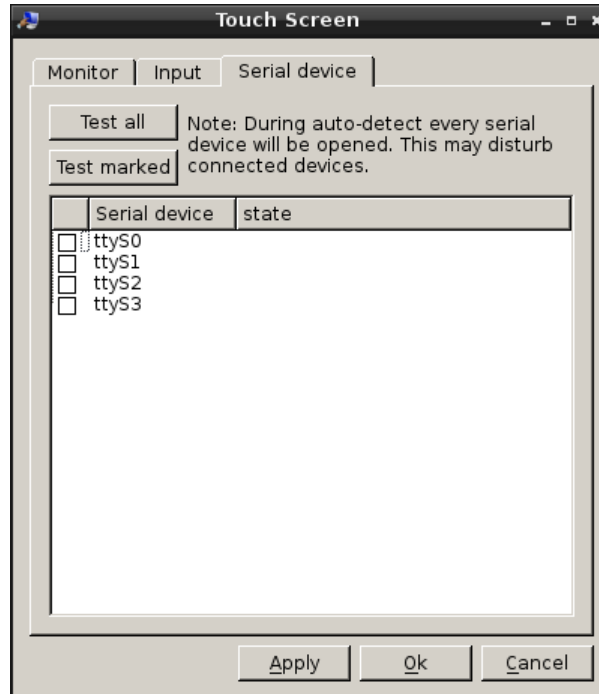 Touch Screen
Monitor
Input
Serial device
Test all
Note: During auto-detect every serial
device will be opened. This may disturb
connected devices.
Test marked
Serial device
state
ttyS0
ttyS1
ttyS2
ttyS3
Apply
Ok
Cancel